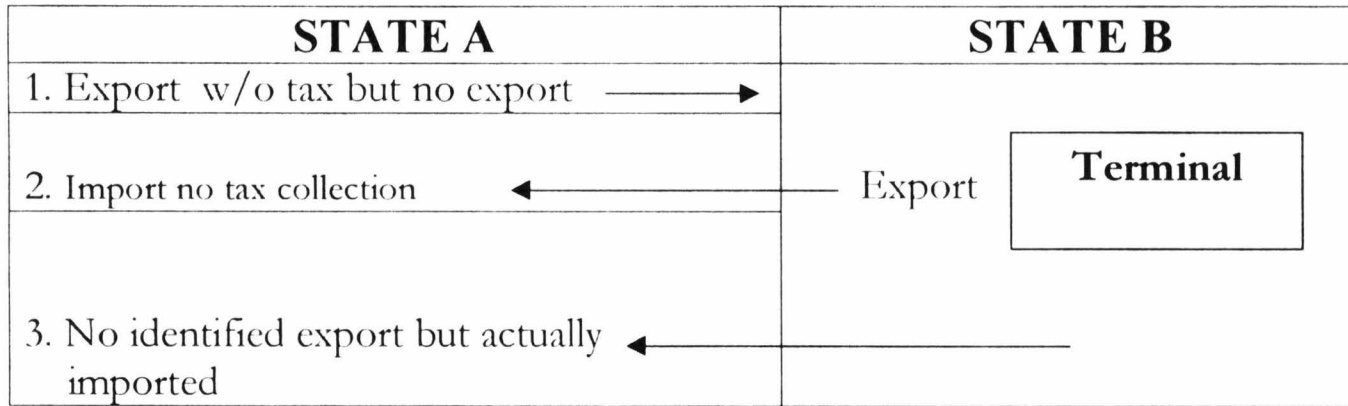 STATE A
STATE B
1. Export w/o tax but no export
2. Import no tax collection
Export
Terminal
3. No identified export but actually
imported